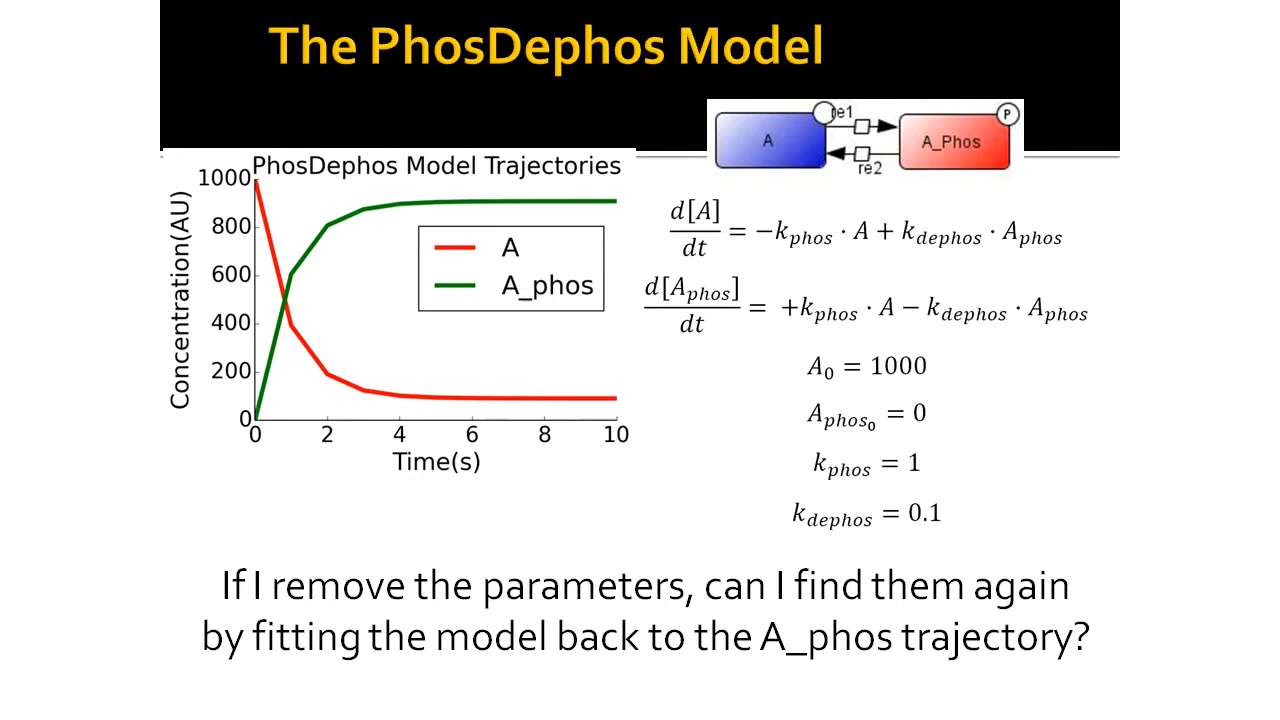 The PhosDephos Model
re1
P
A
A_Phos
re2
PhosDephos Model Trajectories
Concentration(AU)
1000
800
600
400
200
0
A
A_phos
0 2 4 6 8 10
Time(s)
d[A]/dt = −k_phos · A + k_dephos · A_phos
d[A_phos]/dt = +k_phos · A − k_dephos · A_phos
A₀ = 1000
A_phos₀ = 0
k_phos = 1
k_dephos = 0.1
If I remove the parameters, can I find them again
by fitting the model back to the A_phos trajectory?